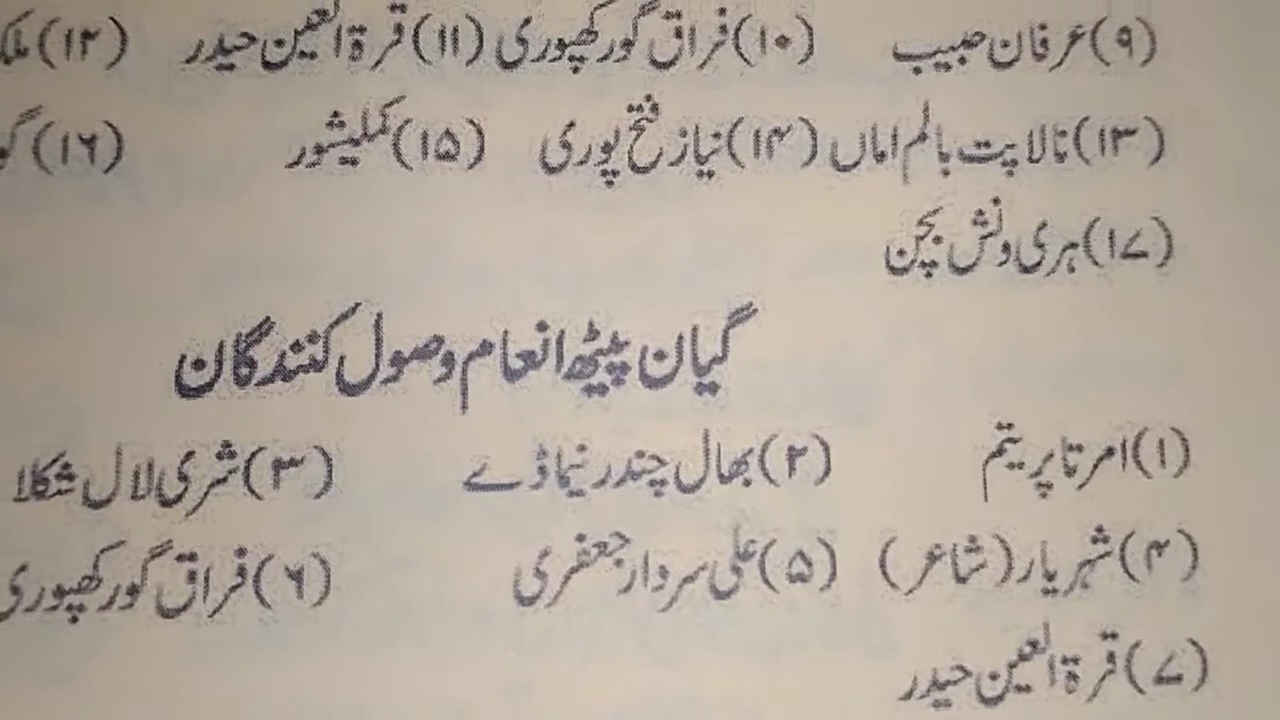 (۹) عرفان حبیب (۱۰) فراق گورکھپوری (۱۱) قرۃ العین حیدر (۱۲)
(۱۳) نالا پت بالم اماں (۱۴) نیاز فتح پوری (۱۵) کملیشور (۱۶)
(۱۷) ہری ونش بچن
گیان پیٹھ انعام وصول کنندگان
(۱) امرتا پریتم (۲) بھال چندر نیماڈے (۳) شری لال شکلا
(۴) شہریار (شاعر) (۵) علی سردار جعفری (۶) فراق گورکھپوری
(۷) قرۃ العین حیدر